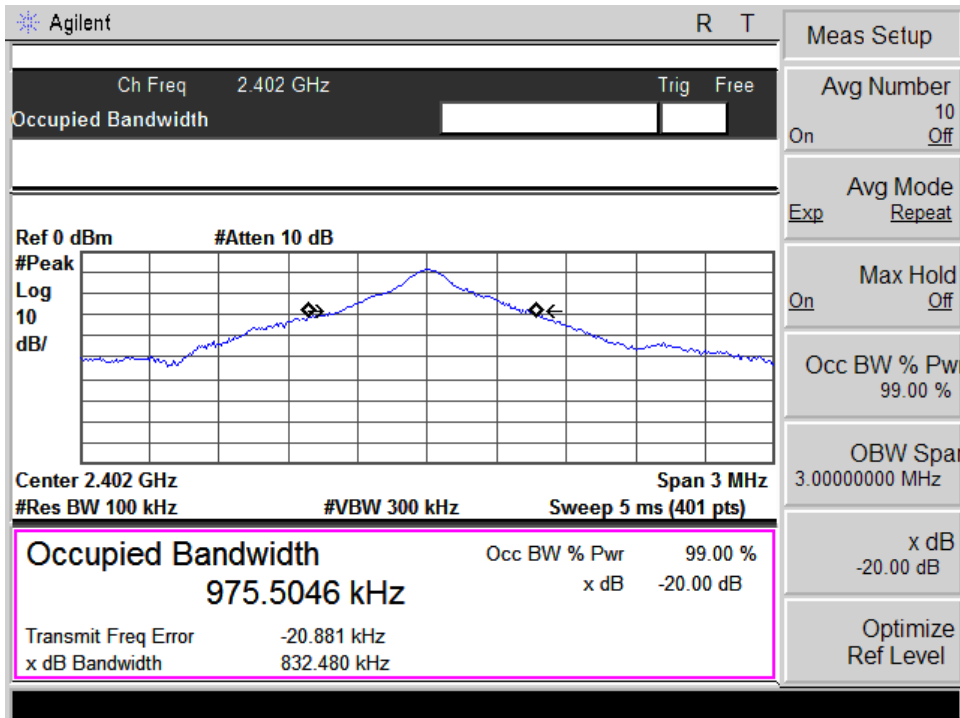 Agilent R T
Ch Freq 2.402 GHz Trig Free
Occupied Bandwidth
Ref 0 dBm #Atten 10 dB
#Peak
Log
10
dB/
Center 2.402 GHz Span 3 MHz
#Res BW 100 kHz #VBW 300 kHz Sweep 5 ms (401 pts)
Occupied Bandwidth Occ BW % Pwr 99.00 %
975.5046 kHz x dB -20.00 dB
Transmit Freq Error -20.881 kHz
x dB Bandwidth 832.480 kHz
Meas Setup
Avg Number
10
On Off
Avg Mode
Exp Repeat
Max Hold
On Off
Occ BW % Pwr
99.00 %
OBW Span
3.00000000 MHz
x dB
-20.00 dB
Optimize
Ref Level